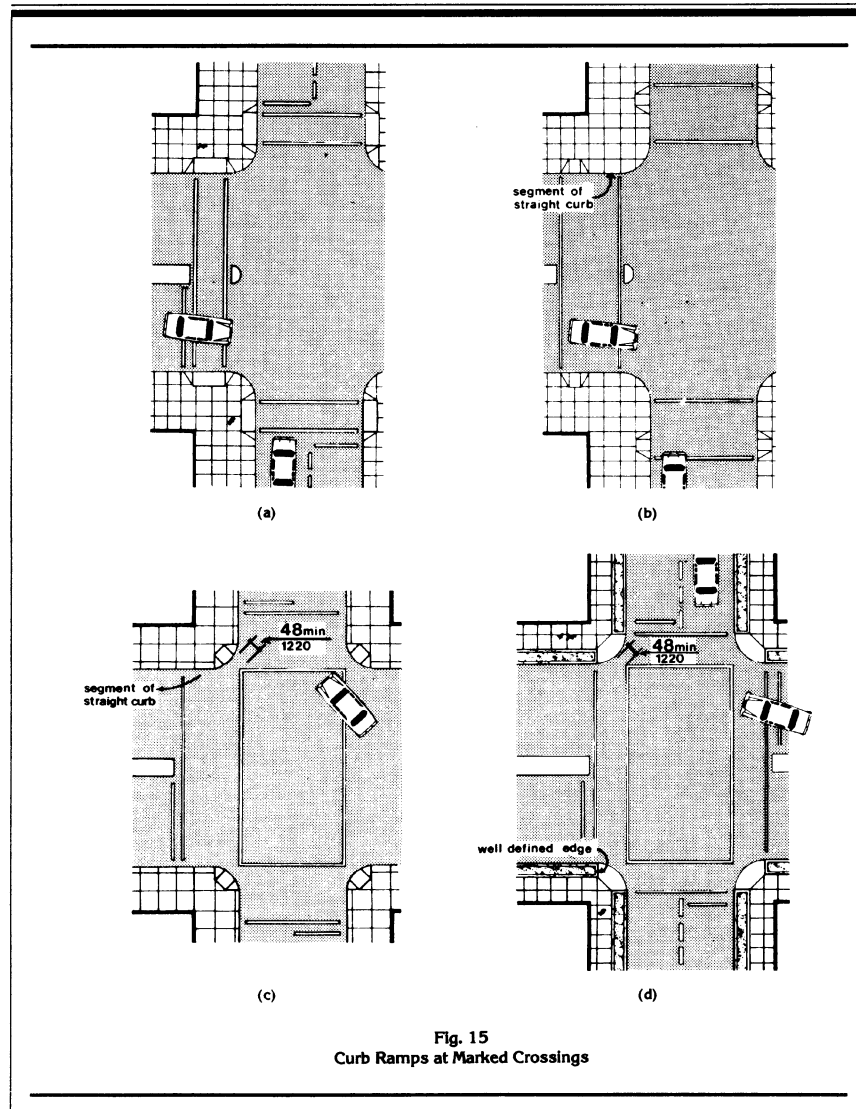 segment of
straight curb
(a)
(b)
48min
1220
segment of
straight curb
48min
1220
well defined edge
(c)
(d)
Fig. 15
Curb Ramps at Marked Crossings